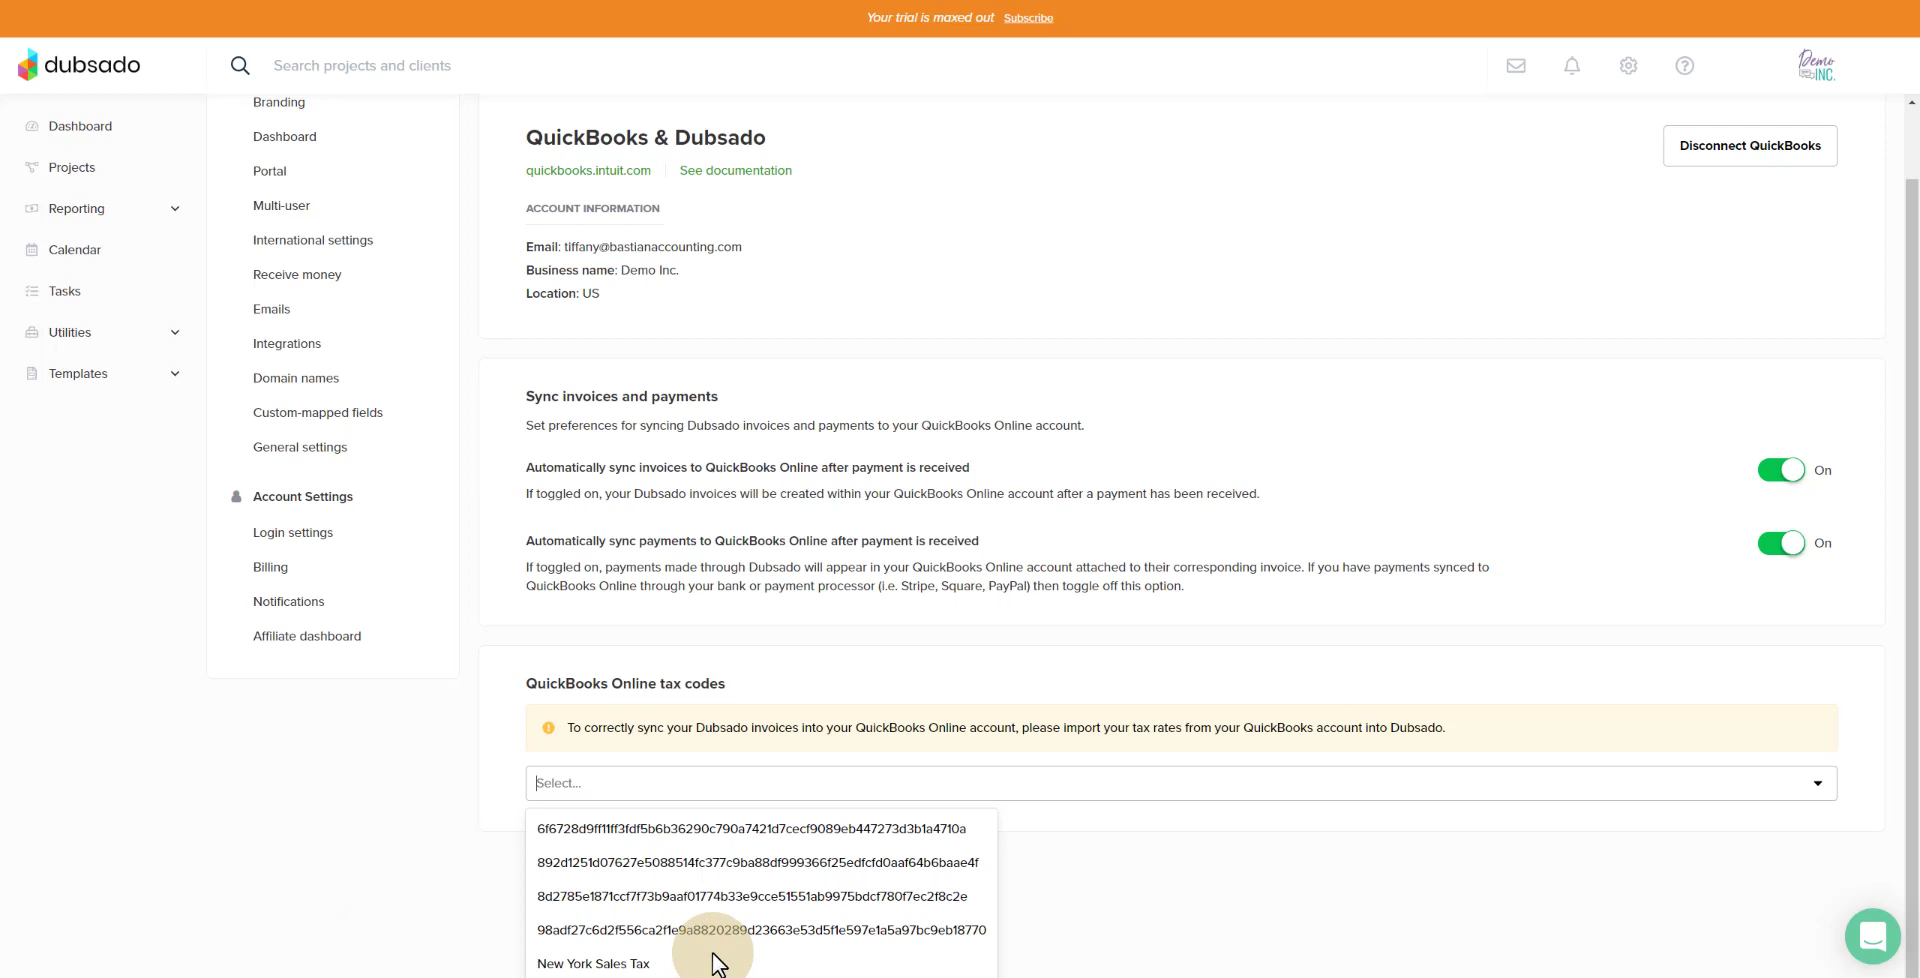 Your trial is maxed out Subscribe
dubsado
Search projects and clients
Demo
INC.
Dashboard
Projects
Reporting
Calendar
Tasks
Utilities
Templates
Branding
Dashboard
Portal
Multi-user
International settings
Receive money
Emails
Integrations
Domain names
Custom-mapped fields
General settings
Account Settings
Login settings
Billing
Notifications
Affiliate dashboard
QuickBooks & Dubsado
Disconnect QuickBooks
quickbooks.intuit.com See documentation
ACCOUNT INFORMATION
Email: tiffany@bastianaccounting.com
Business name: Demo Inc.
Location: US
Sync invoices and payments
Set preferences for syncing Dubsado invoices and payments to your QuickBooks Online account.
Automatically sync invoices to QuickBooks Online after payment is received
On
If toggled on, your Dubsado invoices will be created within your QuickBooks Online account after a payment has been received.
Automatically sync payments to QuickBooks Online after payment is received
On
If toggled on, payments made through Dubsado will appear in your QuickBooks Online account attached to their corresponding invoice. If you have payments synced to
QuickBooks Online through your bank or payment processor (i.e. Stripe, Square, PayPal) then toggle off this option.
QuickBooks Online tax codes
To correctly sync your Dubsado invoices into your QuickBooks Online account, please import your tax rates from your QuickBooks account into Dubsado.
Select...
6f6728d9ff11ff3fdf5b6b36290c790a7421d7cecf9089eb447273d3b1a4710a
892d1251d07627e5088514fc377c9ba88df999366f25edfcfd0aaf64b6baae4f
8d2785e1871ccf7f73b9aaf01774b33e9cce51551ab9975bdcf780f7ec2f8c2e
98adf27c6d2f556ca2f1e9a8820289d23663e53d5f1e597e1a5a97bc9eb18770
New York Sales Tax